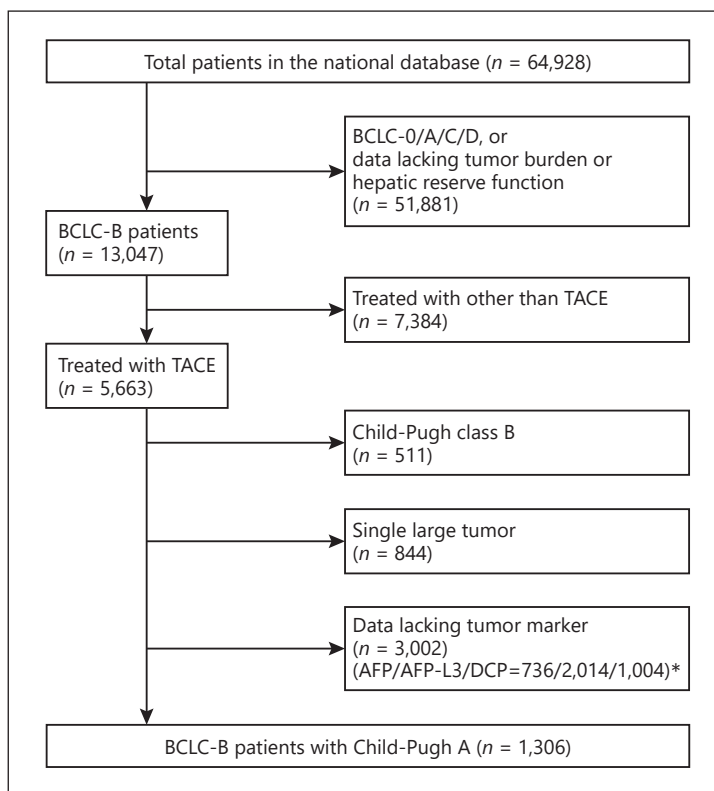 Total patients in the national database (n = 64,928)
BCLC-0/A/C/D, or
data lacking tumor burden or
hepatic reserve function
(n = 51,881)
BCLC-B patients
(n = 13,047)
Treated with other than TACE
(n = 7,384)
Treated with TACE
(n = 5,663)
Child-Pugh class B
(n = 511)
Single large tumor
(n = 844)
Data lacking tumor marker
(n = 3,002)
(AFP/AFP-L3/DCP=736/2,014/1,004)*
BCLC-B patients with Child-Pugh A (n = 1,306)